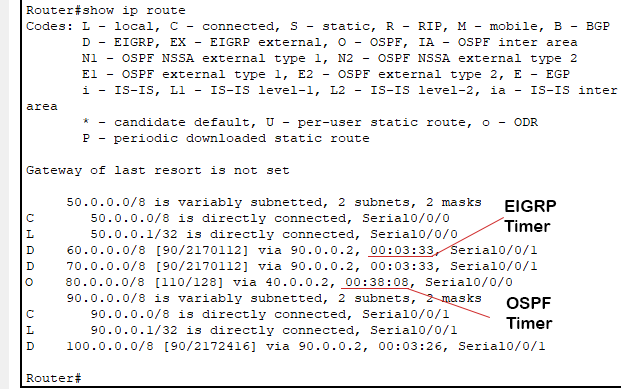 Router#show ip route
Codes: L - local, C - connected, S - static, R - RIP, M - mobile, B - BGP
D - EIGRP, EX - EIGRP external, O - OSPF, IA - OSPF inter area
N1 - OSPF NSSA external type 1, N2 - OSPF NSSA external type 2
E1 - OSPF external type 1, E2 - OSPF external type 2, E - EGP
i - IS-IS, L1 - IS-IS level-1, L2 - IS-IS level-2, ia - IS-IS inter
area
* - candidate default, U - per-user static route, o - ODR
P - periodic downloaded static route
Gateway of last resort is not set
50.0.0.0/8 is variably subnetted, 2 subnets, 2 masks
C 50.0.0.0/8 is directly connected, Serial0/0/0
L 50.0.0.1/32 is directly connected, Serial0/0/0
D 60.0.0.0/8 [90/2170112] via 90.0.0.2, 00:03:33, Serial0/0/1
D 70.0.0.0/8 [90/2170112] via 90.0.0.2, 00:03:33, Serial0/0/1
O 80.0.0.0/8 [110/128] via 40.0.0.2, 00:38:08, Serial0/0/0
90.0.0.0/8 is variably subnetted, 2 subnets, 2 masks
C 90.0.0.0/8 is directly connected, Serial0/0/1
L 90.0.0.1/32 is directly connected, Serial0/0/1
D 100.0.0.0/8 [90/2172416] via 90.0.0.2, 00:03:26, Serial0/0/1
Router#
EIGRP
Timer
OSPF
Timer